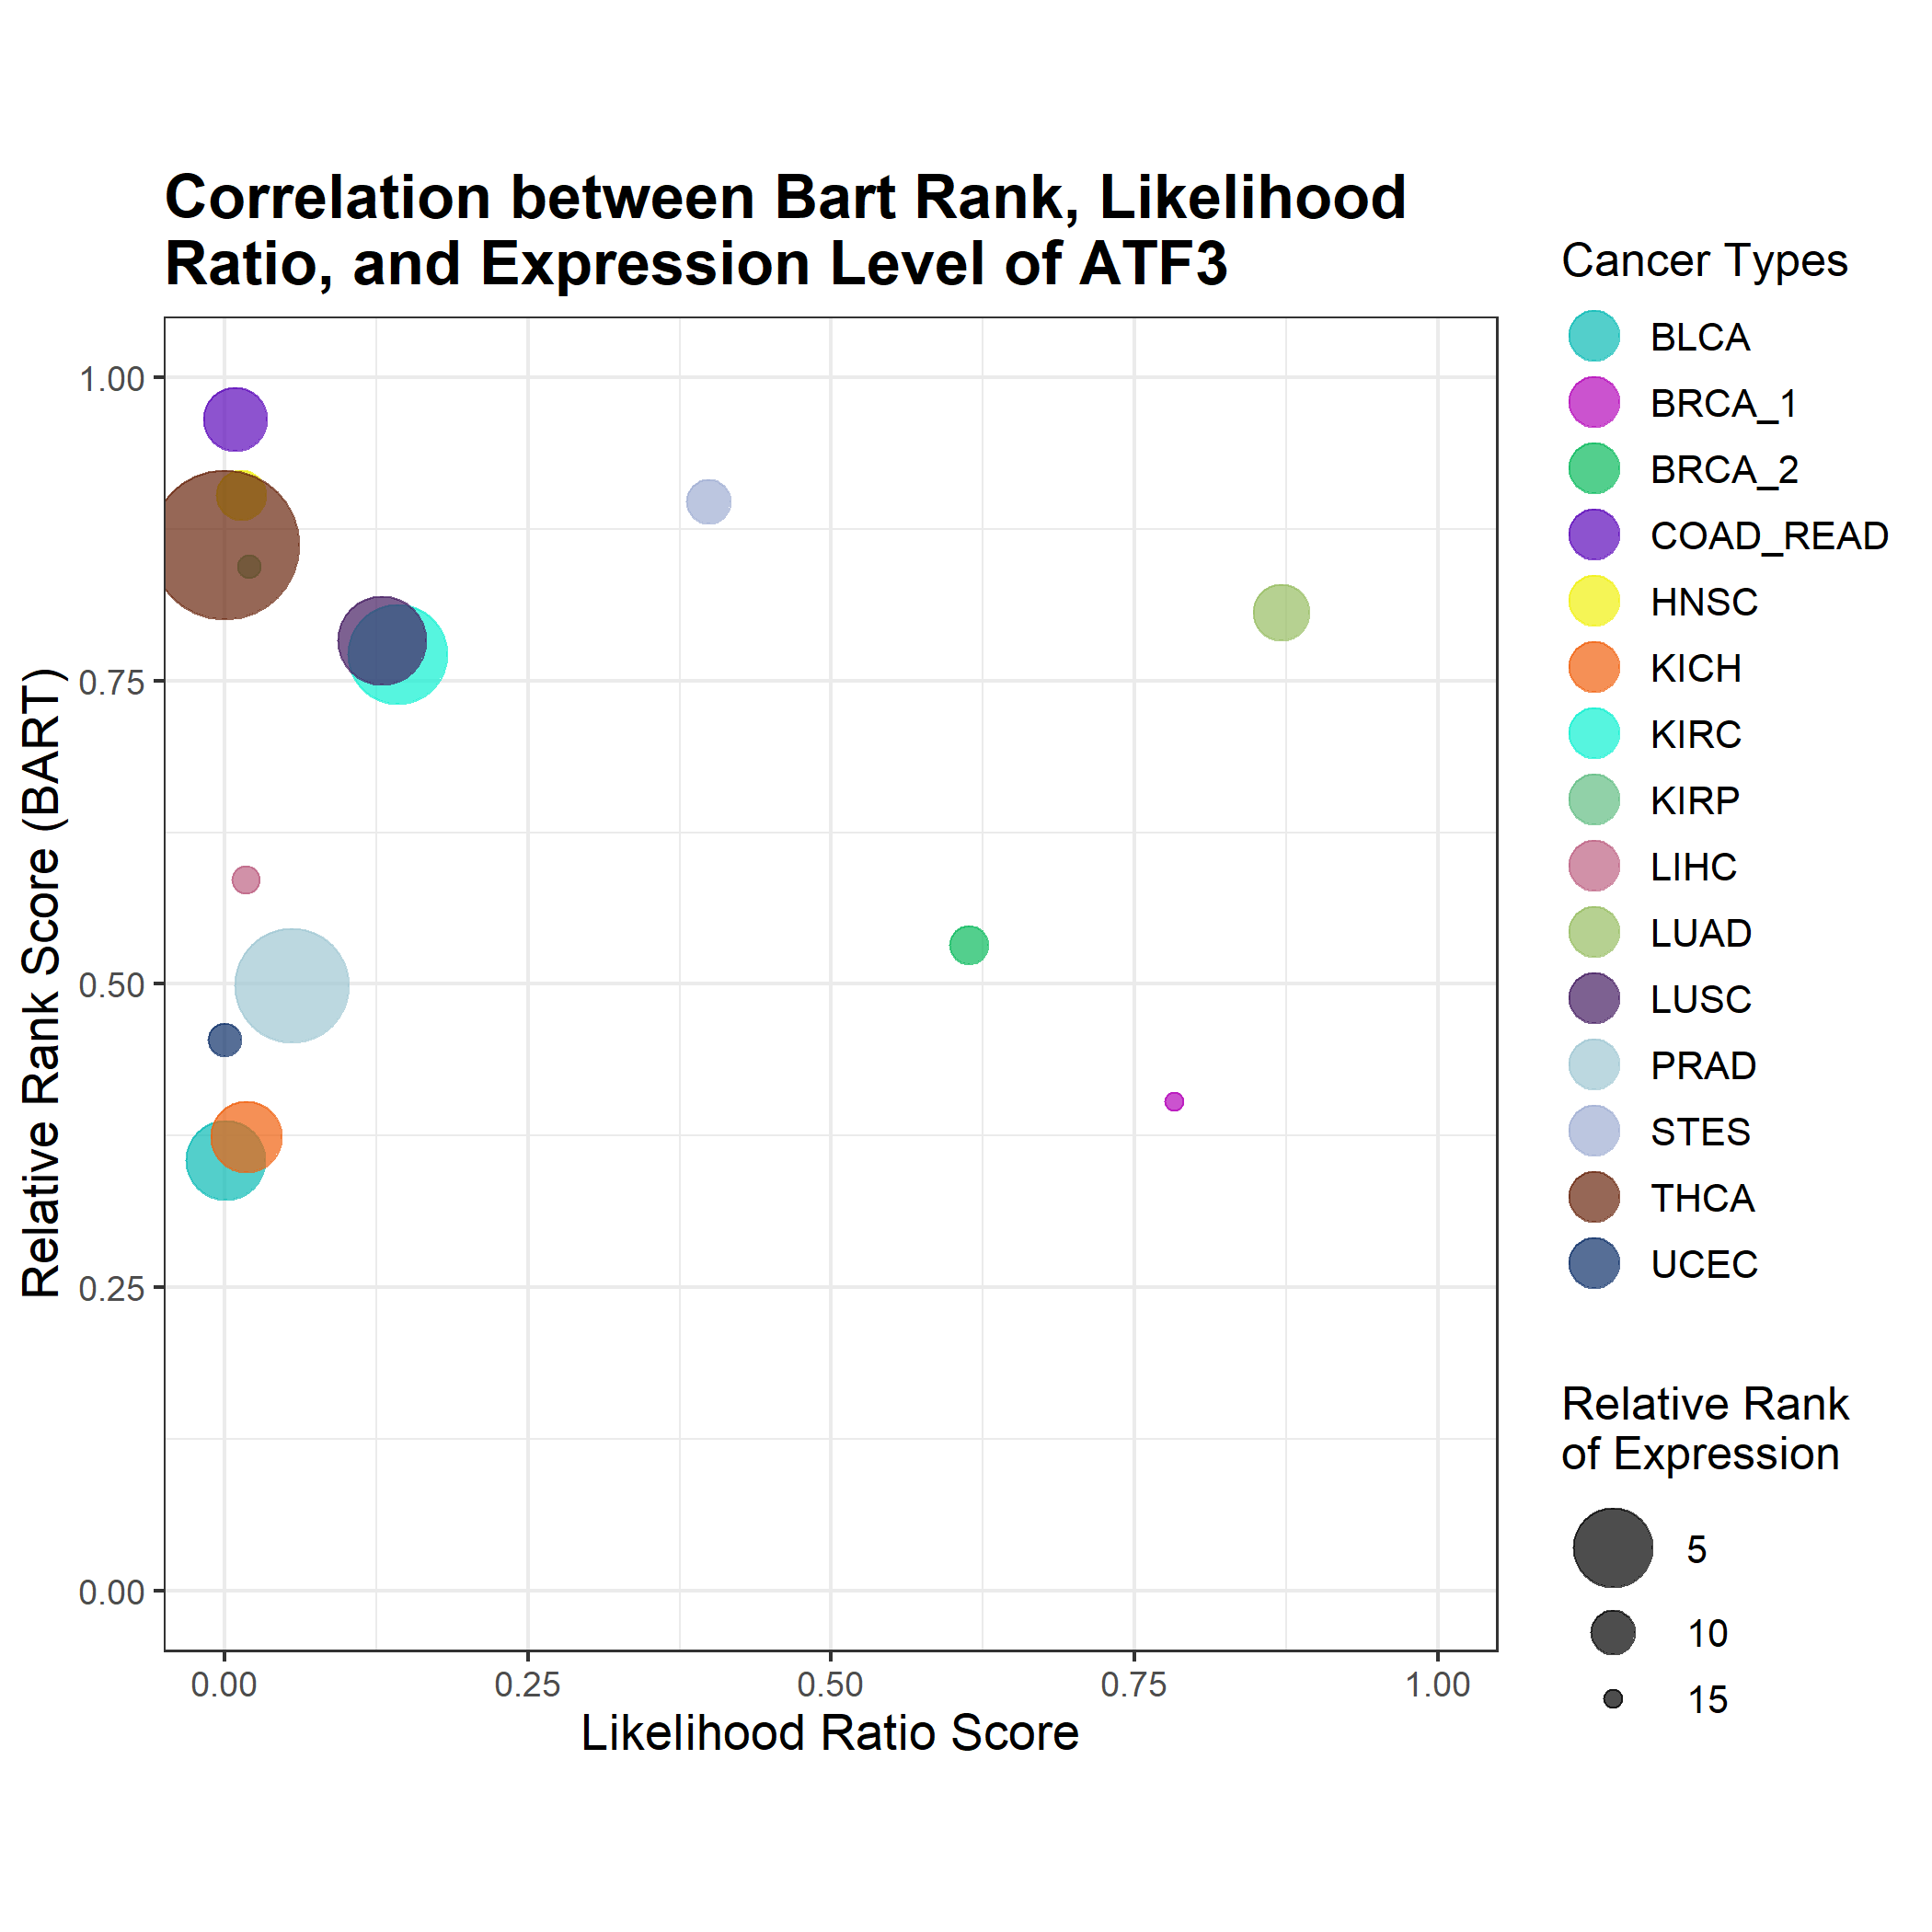 Correlation between Bart Rank, Likelihood
Ratio, and Expression Level of ATF3
Relative Rank Score (BART)
1.00
0.75
0.50
0.25
0.00
0.00
0.25
0.50
0.75
1.00
Likelihood Ratio Score
Cancer Types
BLCA
BRCA_1
BRCA_2
COAD_READ
HNSC
KICH
KIRC
KIRP
LIHC
LUAD
LUSC
PRAD
STES
THCA
UCEC
Relative Rank
of Expression
5
10
15